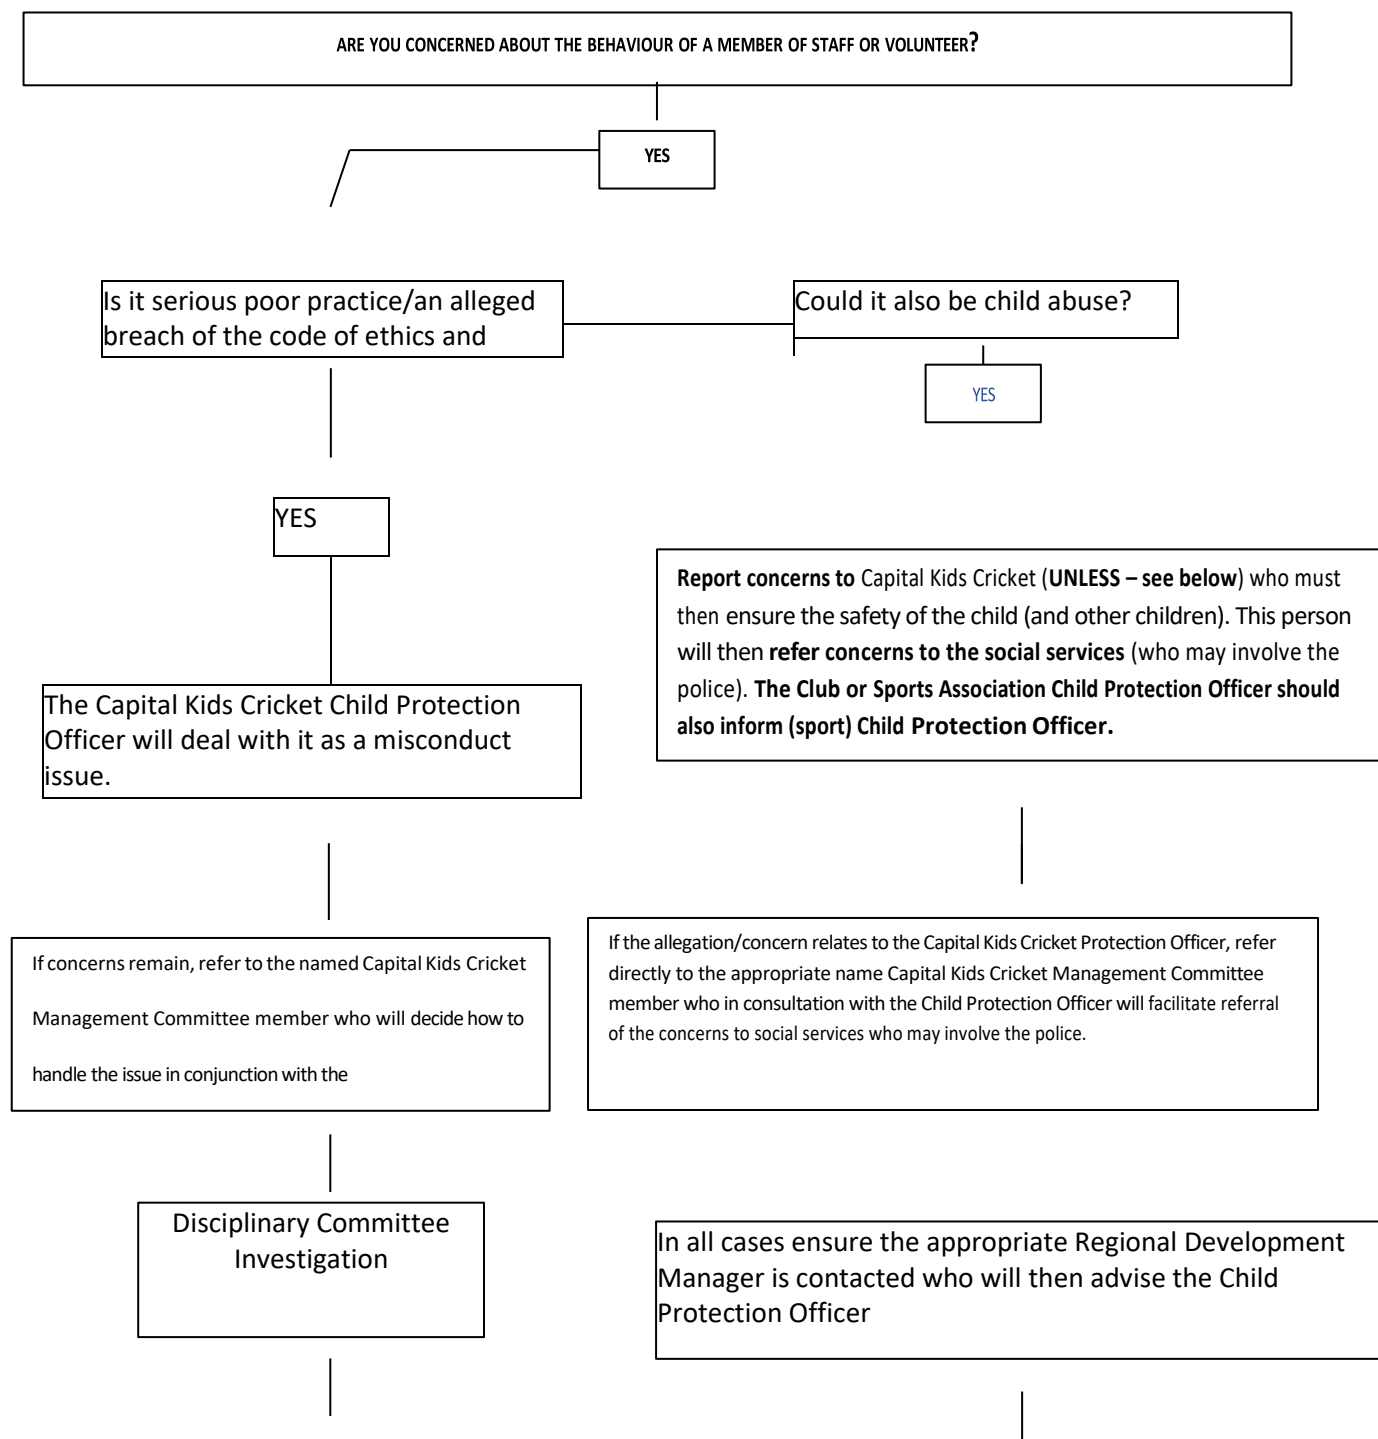 ARE YOU CONCERNED ABOUT THE BEHAVIOUR OF A MEMBER OF STAFF OR VOLUNTEER?
YES
Is it serious poor practice/an alleged
breach of the code of ethics and
Could it also be child abuse?
YES
YES
Report concerns to Capital Kids Cricket (UNLESS – see below) who must
then ensure the safety of the child (and other children). This person
will then refer concerns to the social services (who may involve the
police). The Club or Sports Association Child Protection Officer should
also inform (sport) Child Protection Officer.
The Capital Kids Cricket Child Protection
Officer will deal with it as a misconduct
issue.
If concerns remain, refer to the named Capital Kids Cricket
Management Committee member who will decide how to
handle the issue in conjunction with the
If the allegation/concern relates to the Capital Kids Cricket Protection Officer, refer
directly to the appropriate name Capital Kids Cricket Management Committee
member who in consultation with the Child Protection Officer will facilitate referral
of the concerns to social services who may involve the police.
Disciplinary Committee
Investigation
In all cases ensure the appropriate Regional Development
Manager is contacted who will then advise the Child
Protection Officer